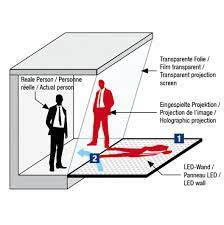 Transparente Folie /
Film transparent /
Transparent projection
screen
Reale Person / Personne
réelle / Actual person
Eingespielte Projektion /
Projection de l'image /
Holographic projection
1
2
LED-Wand /
Panneau LED /
LED wall